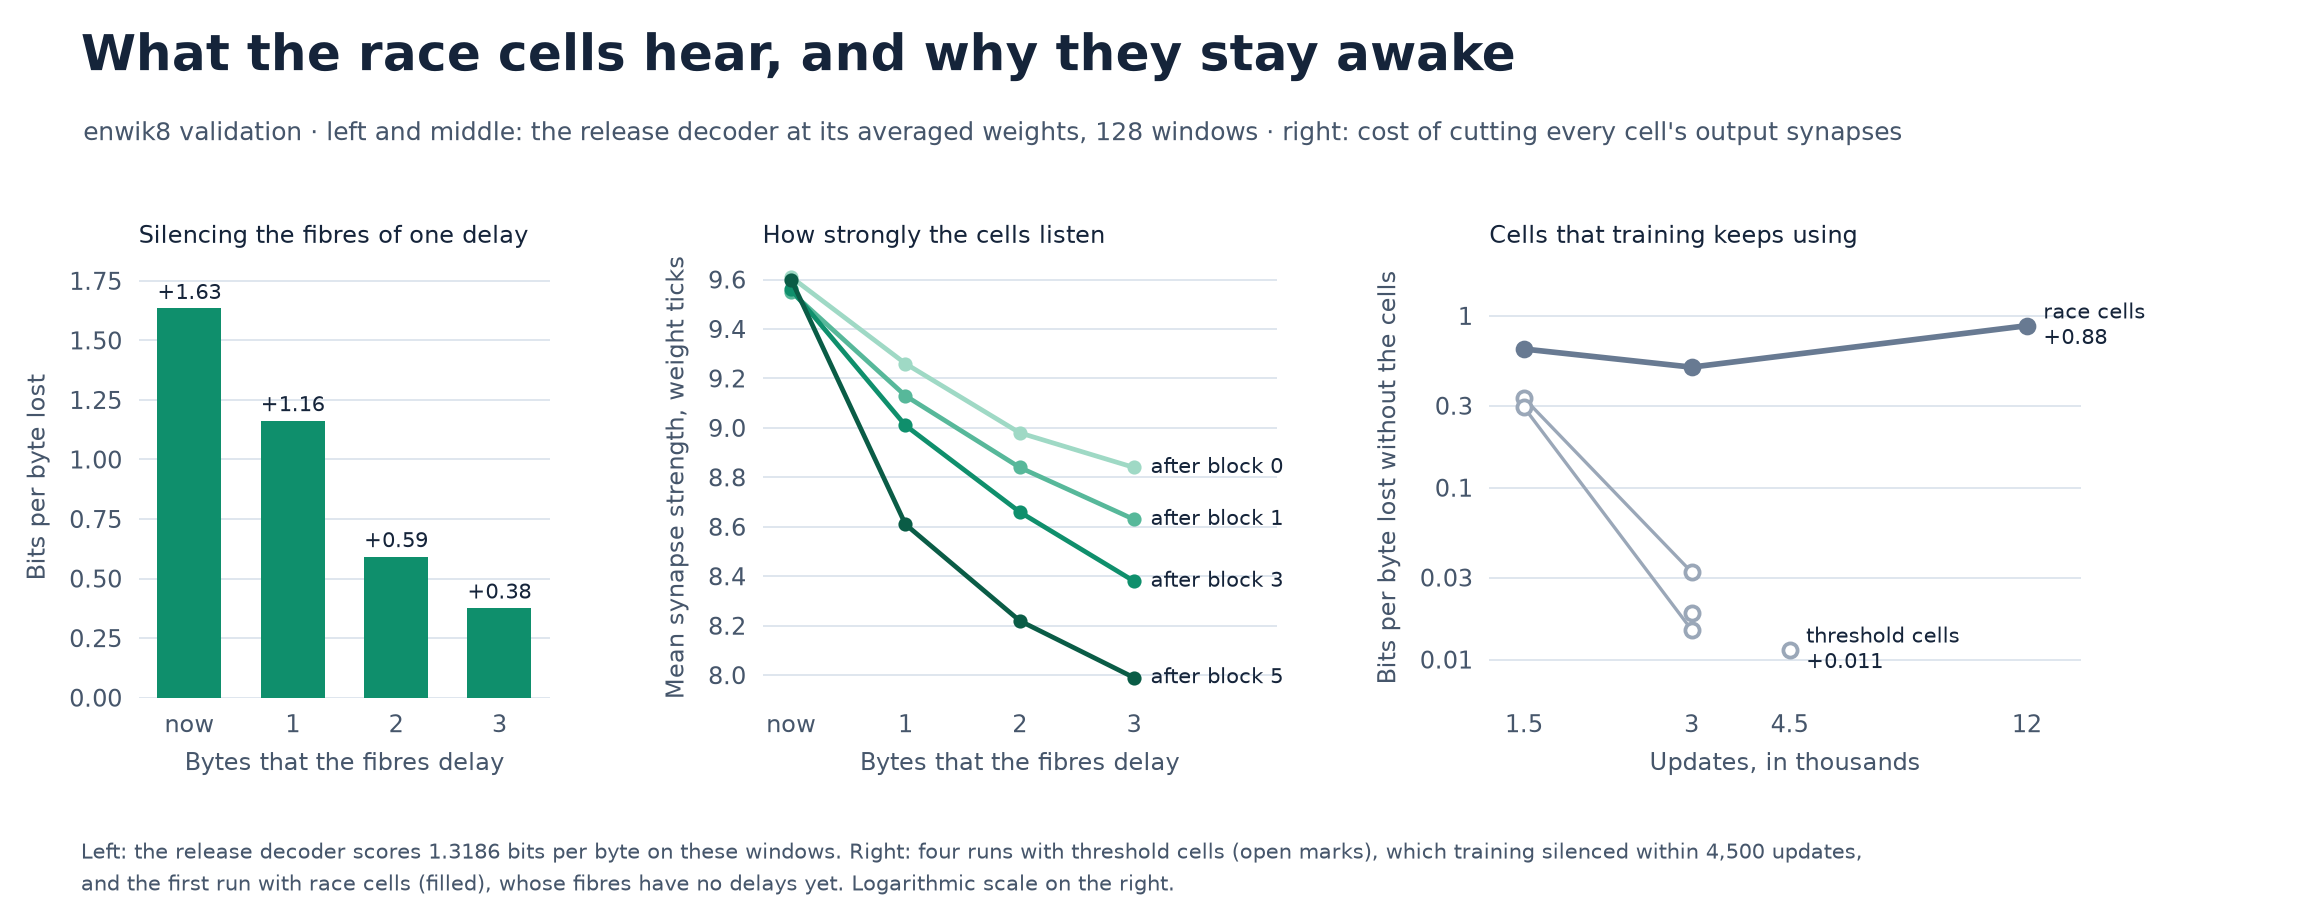 What the race cells hear, and why they stay awake
enwik8 validation · left and middle: the release decoder at its averaged weights, 128 windows · right: cost of cutting every cell's output synapses
Silencing the fibres of one delay
Bits per byte lost
1.75
1.50
1.25
1.00
0.75
0.50
0.25
0.00
+1.63
+1.16
+0.59
+0.38
now
1
2
3
Bytes that the fibres delay
How strongly the cells listen
Mean synapse strength, weight ticks
9.6
9.4
9.2
9.0
8.8
8.6
8.4
8.2
8.0
after block 0
after block 1
after block 3
after block 5
now
1
2
3
Bytes that the fibres delay
Cells that training keeps using
Bits per byte lost without the cells
1
0.3
0.1
0.03
0.01
race cells
+0.88
threshold cells
+0.011
1.5
3
4.5
12
Updates, in thousands
Left: the release decoder scores 1.3186 bits per byte on these windows. Right: four runs with threshold cells (open marks), which training silenced within 4,500 updates,
and the first run with race cells (filled), whose fibres have no delays yet. Logarithmic scale on the right.